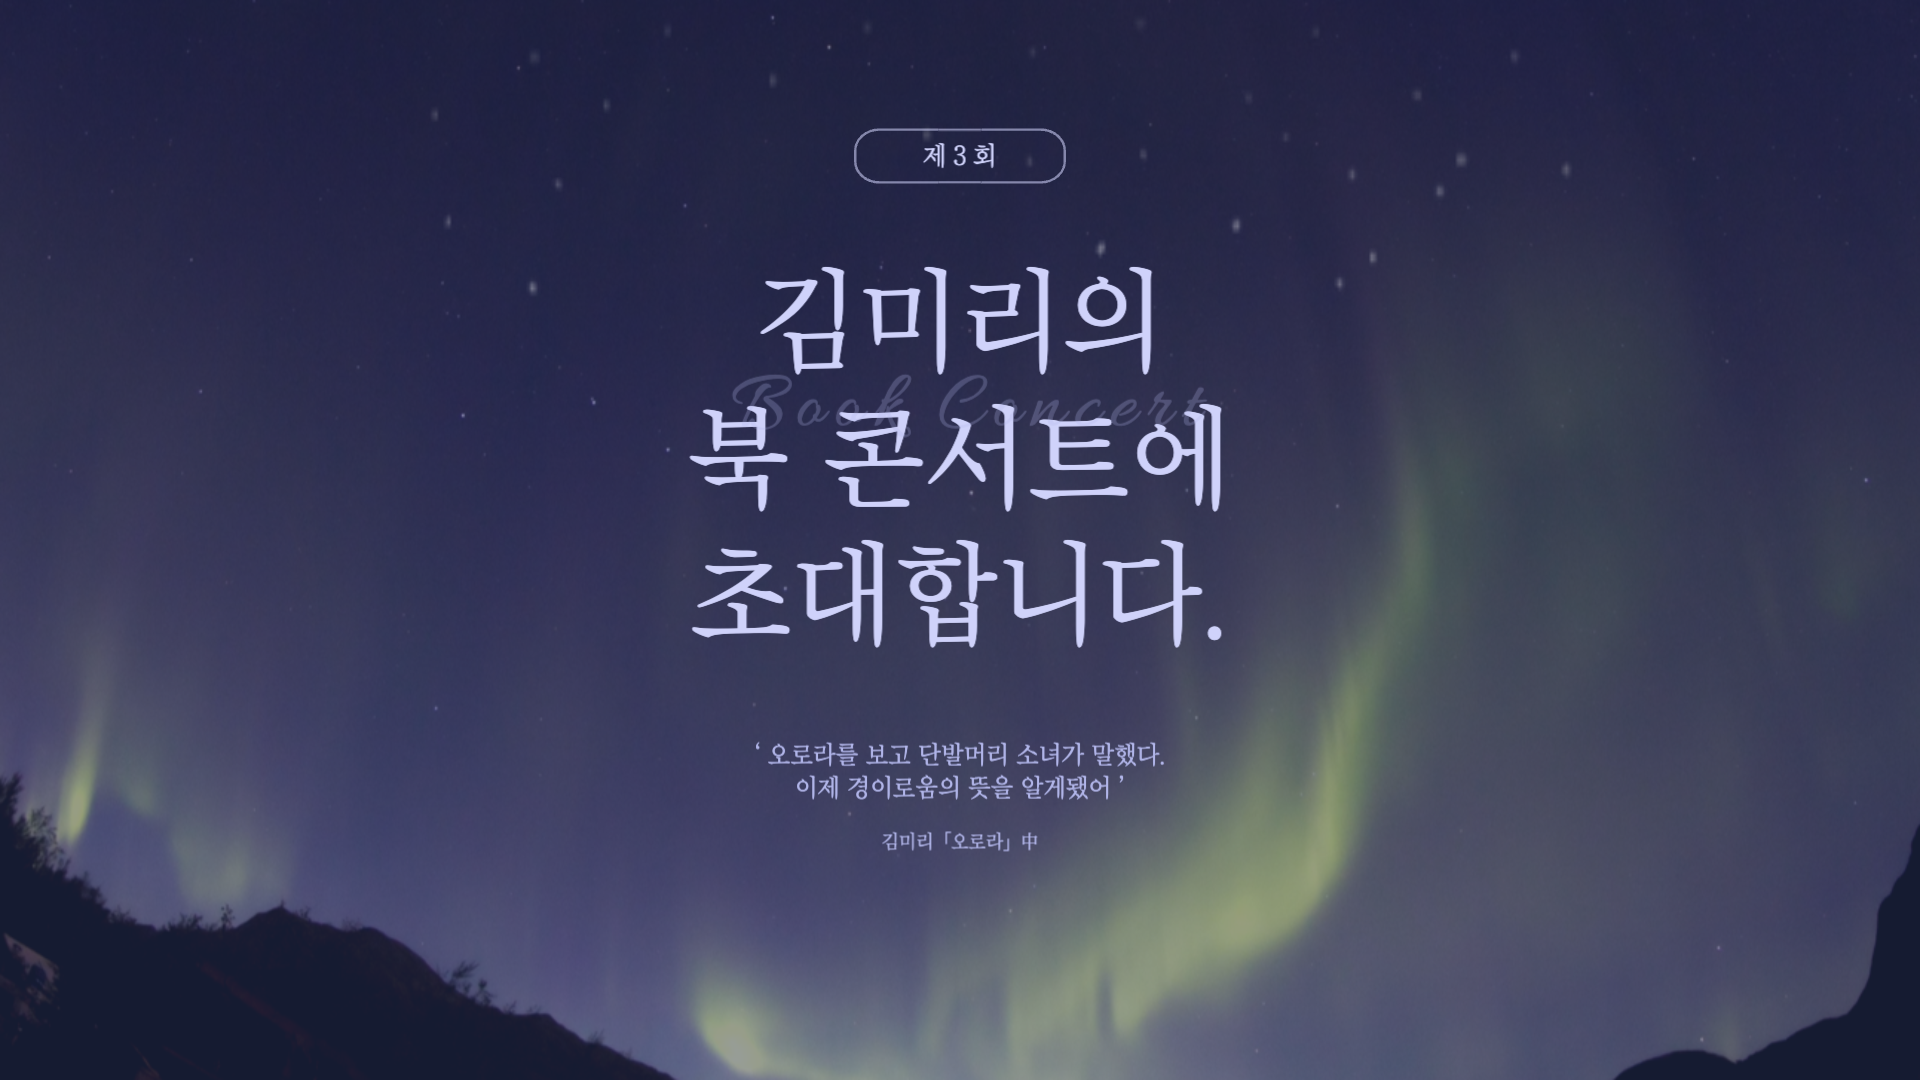 제 3 회
김미리의
Book Concert
북 콘서트에
초대합니다.
‘ 오로라를 보고 단발머리 소녀가 말했다.
이제 경이로움의 뜻을 알게됐어 ’
김미리「오로라」中